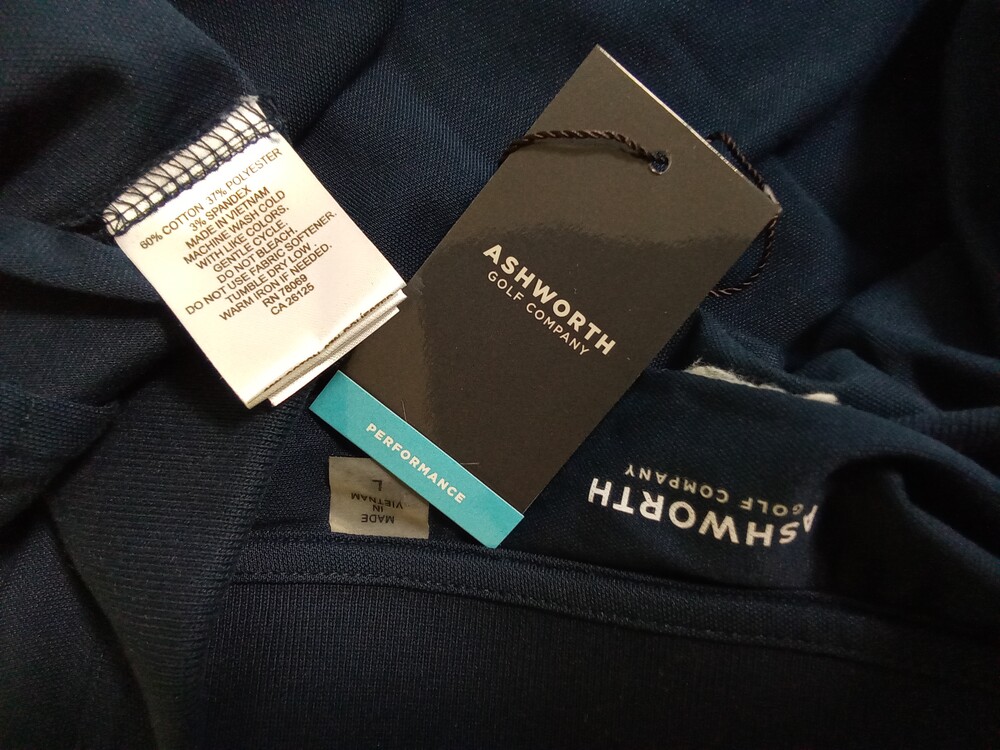 60% COTTON 37% POLYESTER
3% SPANDEX
MADE IN VIETNAM
MACHINE WASH COLD
WITH LIKE COLORS.
GENTLE CYCLE.
DO NOT BLEACH.
DO NOT USE FABRIC SOFTENER.
TUMBLE DRY LOW.
WARM IRON IF NEEDED.
RN 78069
CA 26125
ASHWORTH
GOLF COMPANY
PERFORMANCE
MADE
IN
VIETNAM
L
ASHWORTH
GOLF COMPANY